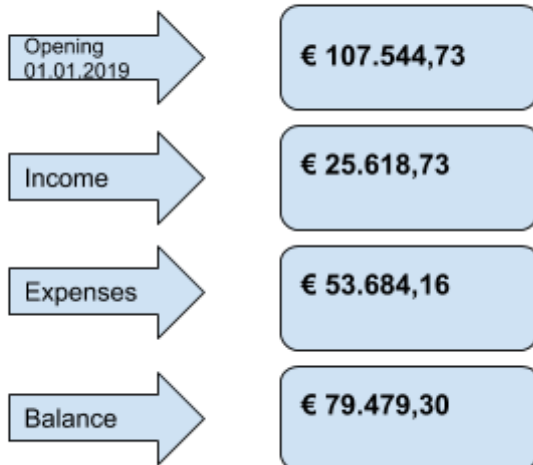 Opening
01.01.2019
€ 107.544,73
Income
€ 25.618,73
Expenses
€ 53.684,16
Balance
€ 79.479,30